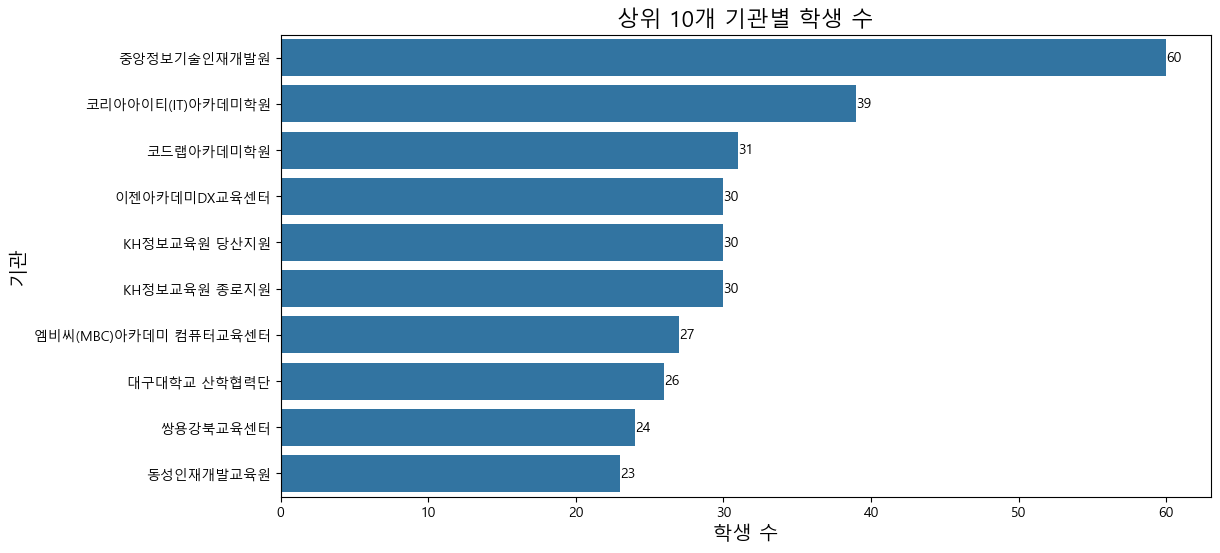 상위 10개 기관별 학생 수
중앙정보기술인재개발원
60
코리아아이티(IT)아카데미학원
39
코드랩아카데미학원
31
이젠아카데미DX교육센터
30
KH정보교육원 당산지원
30
KH정보교육원 종로지원
30
엠비씨(MBC)아카데미 컴퓨터교육센터
27
대구대학교 산학협력단
26
쌍용강북교육센터
24
동성인재개발교육원
23
기관
0 10 20 30 40 50 60
학생 수